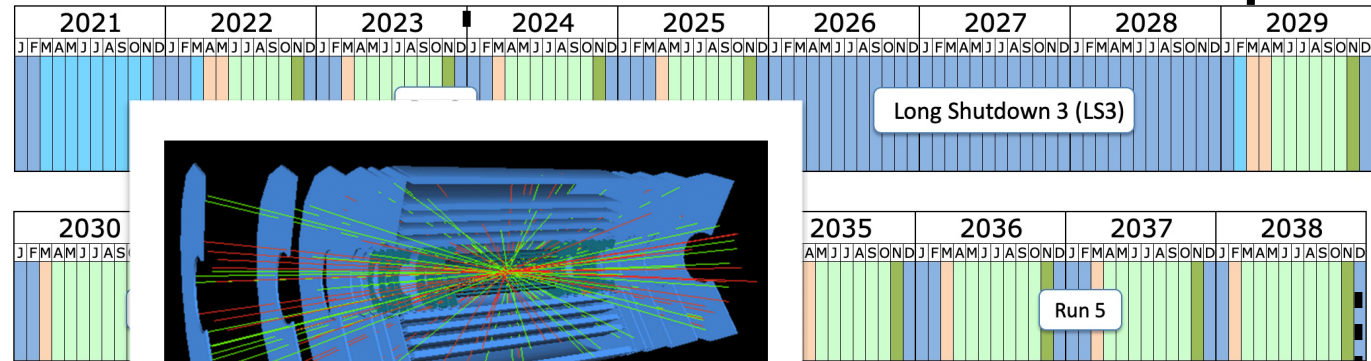 2021 2022 2023 2024 2025 2026 2027 2028 2029
JFMAMJJASOND JFMAMJJASOND JFMAMJJASOND JFMAMJJASOND JFMAMJJASOND JFMAMJJASOND JFMAMJJASOND JFMAMJJASOND JFMAMJJASOND
Long Shutdown 3 (LS3)
2030 2035 2036 2037 2038
JFMAMJJAS AMJJASOND JFMAMJJASOND JFMAMJJASOND JFMAMJJASOND
Run 5